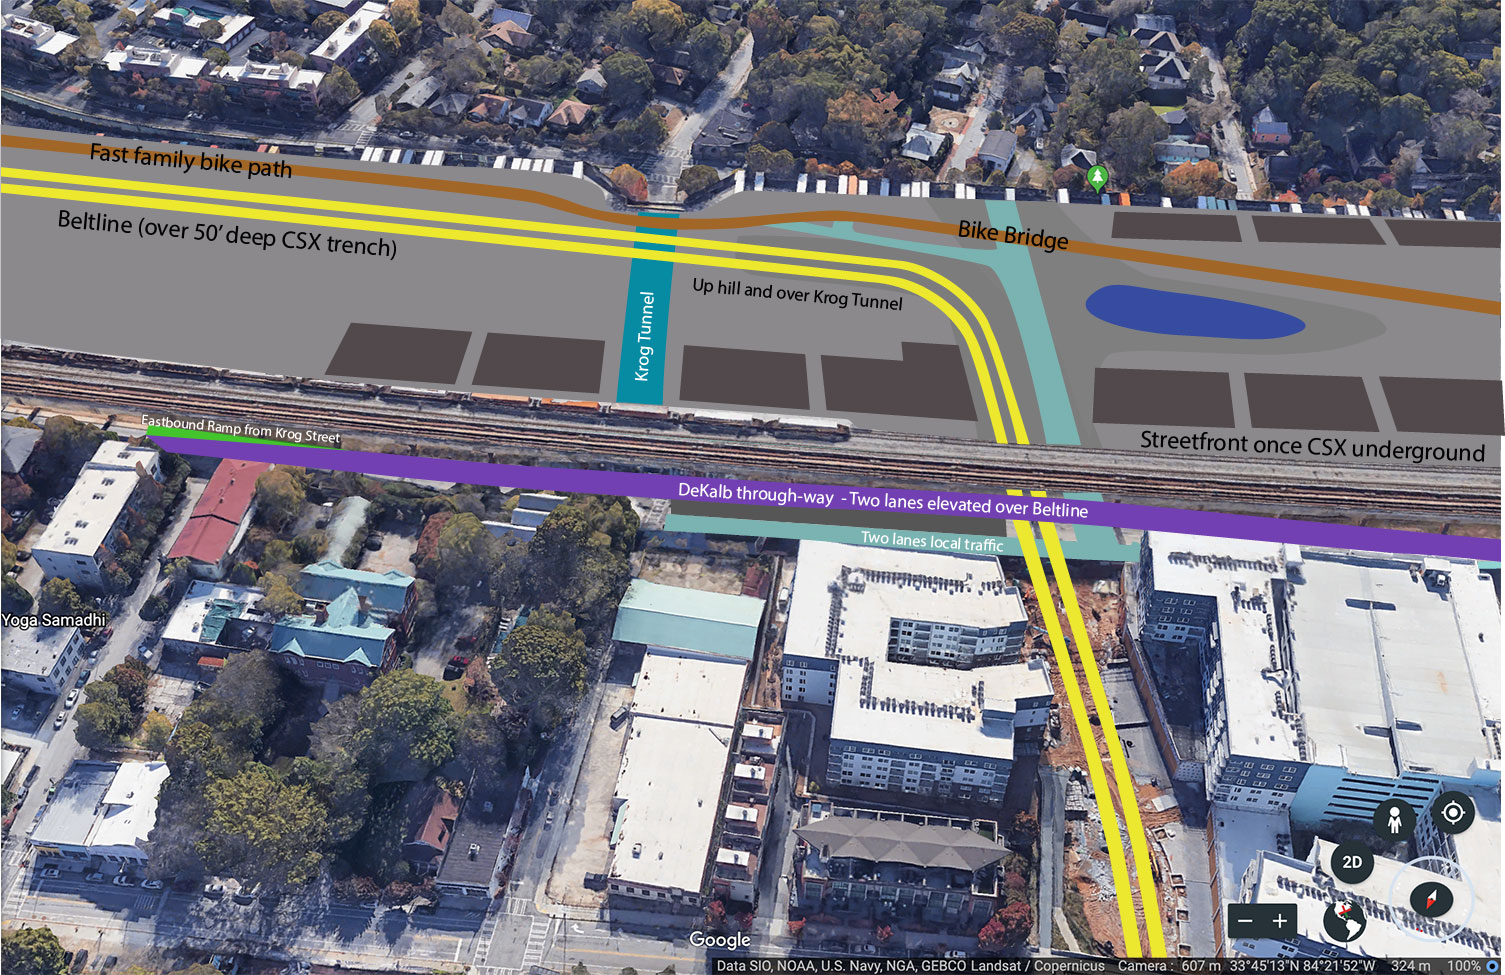 Fast family bike path
Beltline (over 50' deep CSX trench)
Bike Bridge
Up hill and over Krog Tunnel
Krog Tunnel
Eastbound Ramp from Krog Street
Streetfront once CSX underground
DeKalb through-way - Two lanes elevated over Beltline
Two lanes local traffic
Yoga Samadhi
2D
Google
Data SIO, NOAA, U.S. Navy, NGA, GEBCO Landsat / Copernicus Camera : 607 m 33°45'13"N 84°21'52"W 324 m 100%